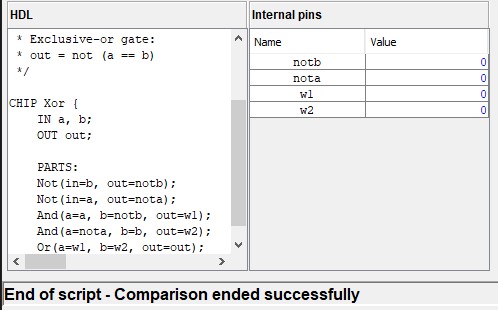 HDL
* Exclusive-or gate:
* out = not (a == b)
*/
CHIP Xor {
IN a, b;
OUT out;
PARTS:
Not(in=b, out=notb);
Not(in=a, out=nota);
And(a=a, b=notb, out=w1);
And(a=nota, b=b, out=w2);
Or(a=w1, b=w2, out=out);
Internal pins
Name Value
notb 0
nota 0
w1 0
w2 0
End of script - Comparison ended successfully